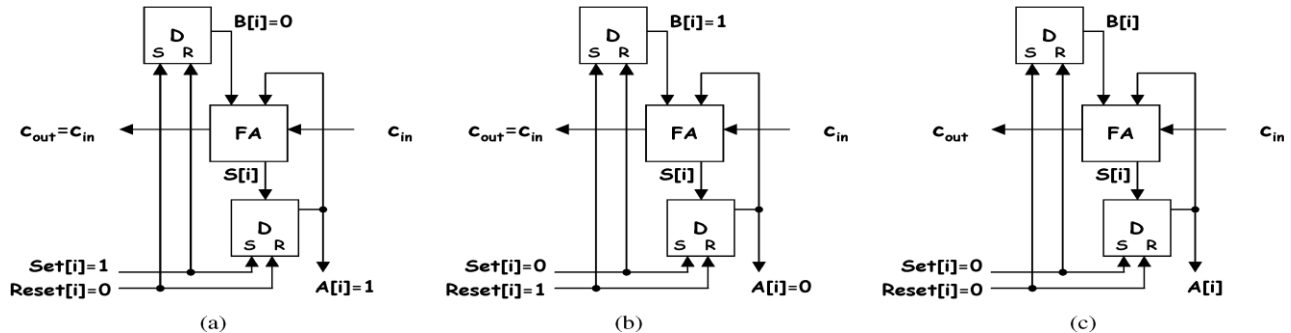 B[i]=0
D
S R
FA
c_out=c_in
c_in
S[i]
D
S R
Set[i]=1
Reset[i]=0
A[i]=1
(a)
B[i]=1
D
S R
FA
c_out=c_in
c_in
S[i]
D
S R
Set[i]=0
Reset[i]=1
A[i]=0
(b)
B[i]
D
S R
FA
c_out
c_in
S[i]
D
S R
Set[i]=0
Reset[i]=0
A[i]
(c)